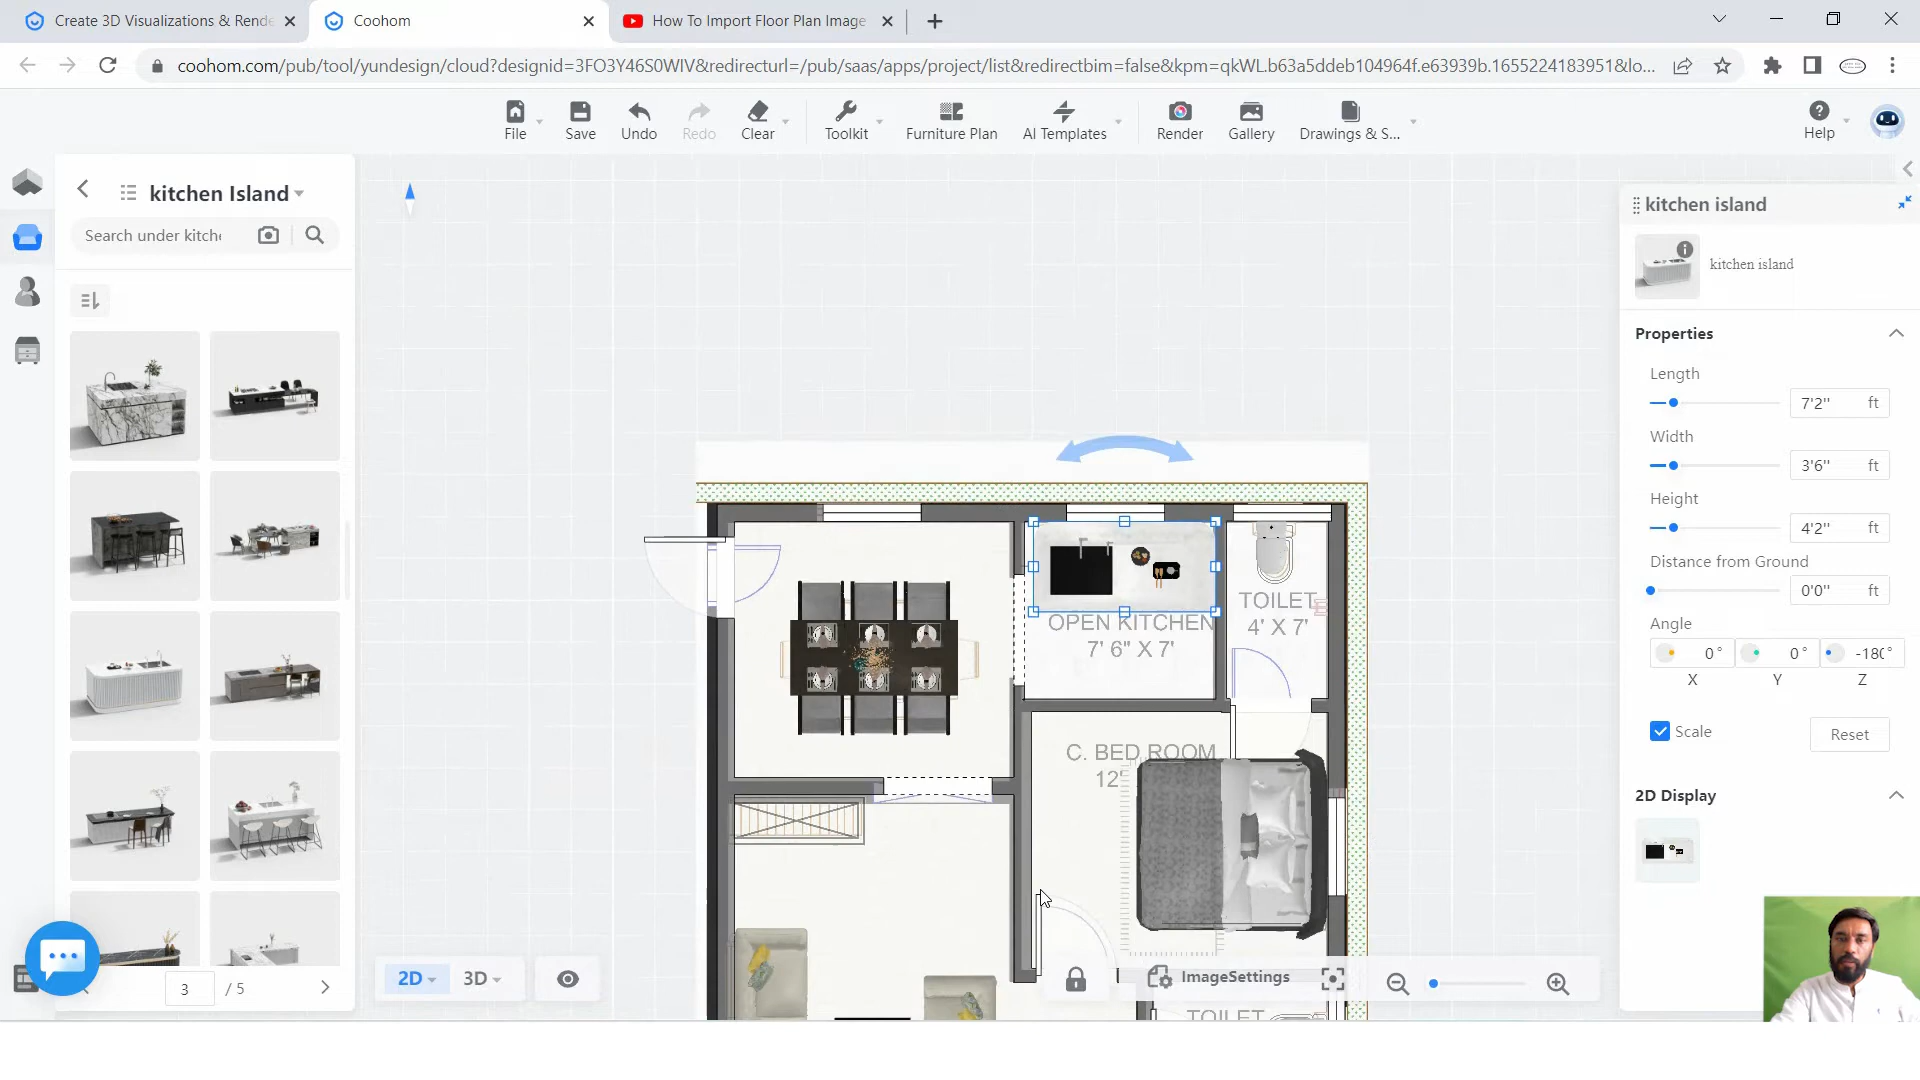 Create 3D Visualizations & Rende
Coohom
How To Import Floor Plan Image
coohom.com/pub/tool/yundesign/cloud?designid=3FO3Y46S0WIV&redirecturl=/pub/saas/apps/project/list&redirectbim=false&kpm=qkWL.b63a5ddeb104964f.e63939b.1655224183951&lo...
File
Save
Undo
Redo
Clear
Toolkit
Furniture Plan
AI Templates
Render
Gallery
Drawings & S...
Help
kitchen Island
Search under kitche
3 / 5
OPEN KITCHEN
7' 6" X 7'
TOILET
4' X 7'
C. BED ROOM
12'
TOILET
2D
3D
ImageSettings
kitchen island
kitchen island
Properties
Length
7'2" ft
Width
3'6" ft
Height
4'2" ft
Distance from Ground
0'0" ft
Angle
0° 0° -180°
X Y Z
Scale
Reset
2D Display